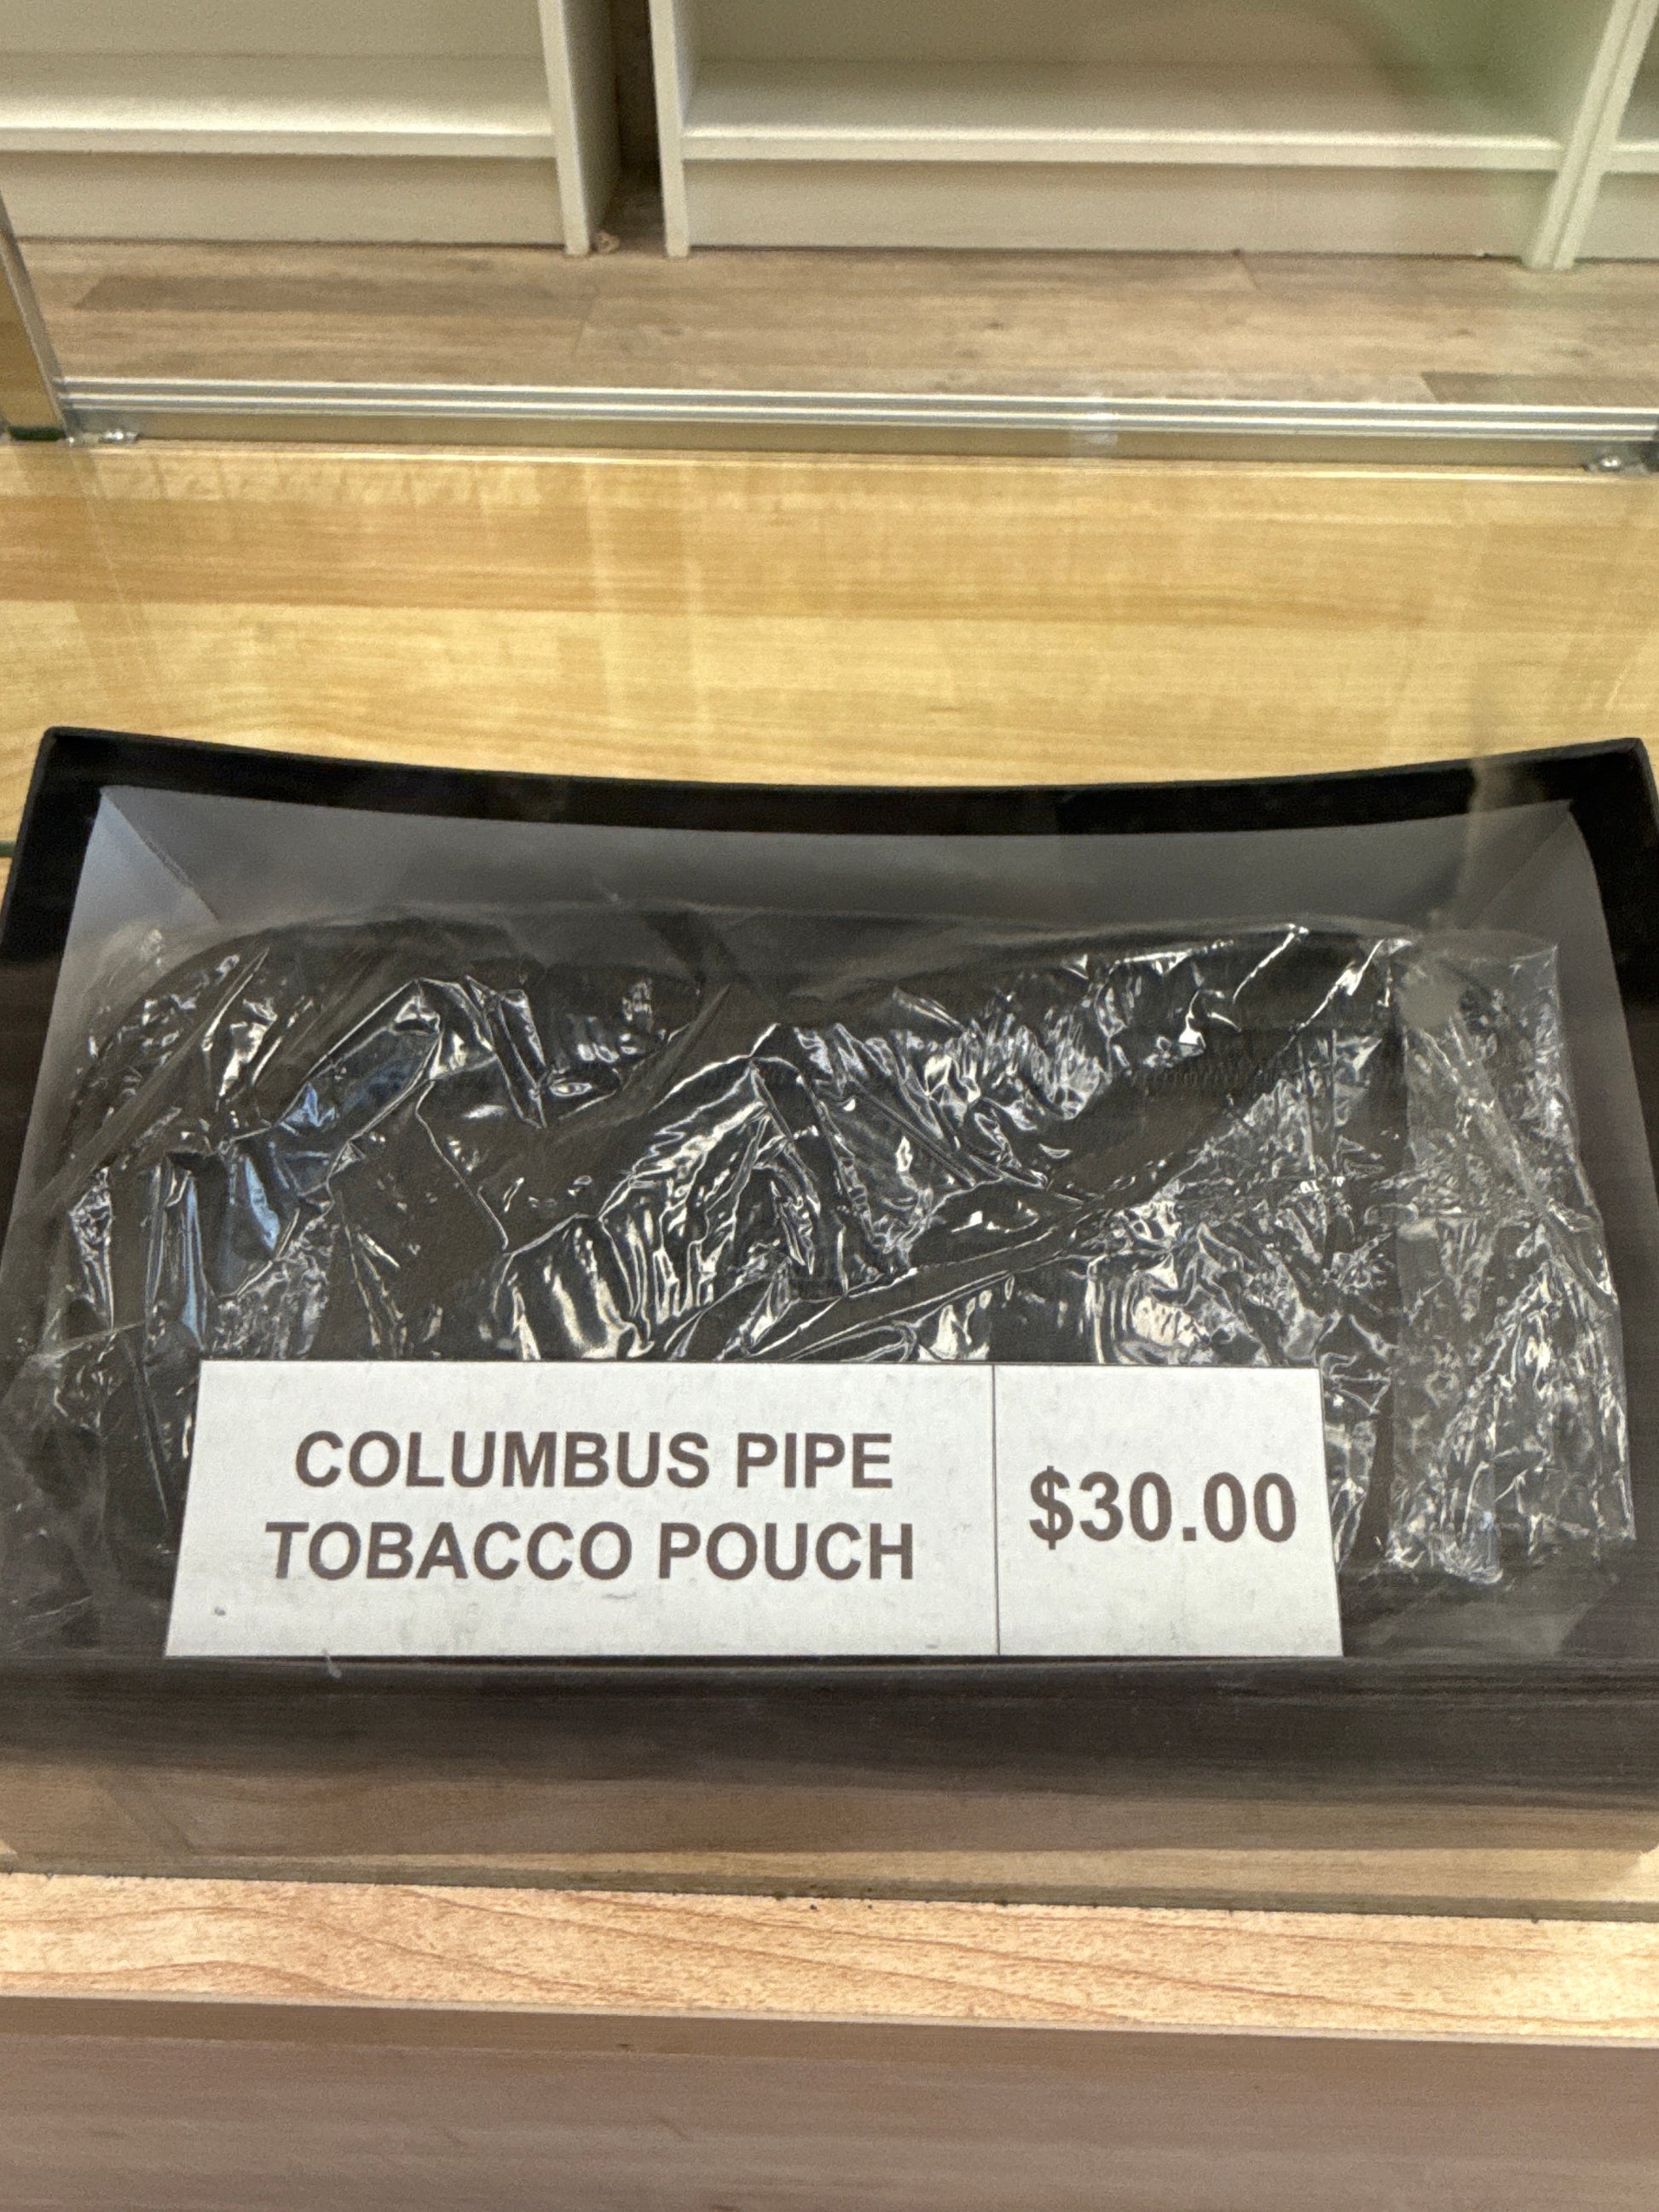 COLUMBUS PIPE
TOBACCO POUCH
$30.00